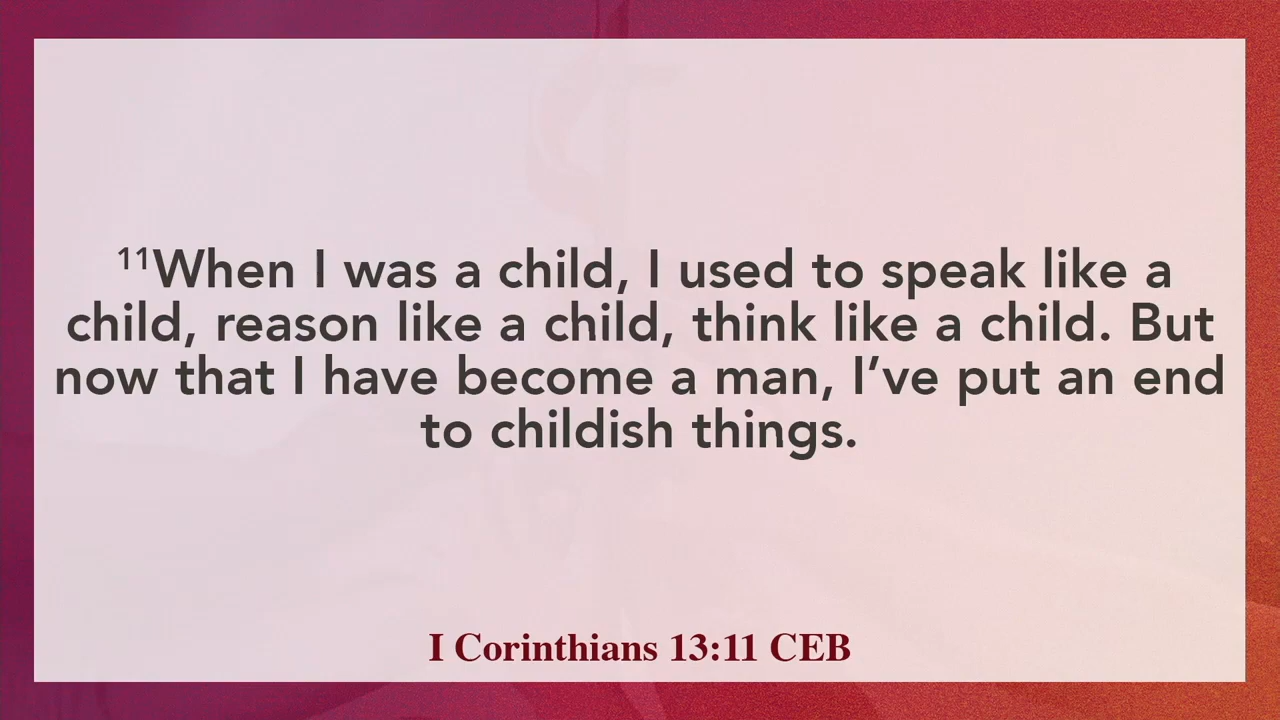 ¹¹When I was a child, I used to speak like a
child, reason like a child, think like a child. But
now that I have become a man, I’ve put an end
to childish things.
I Corinthians 13:11 CEB